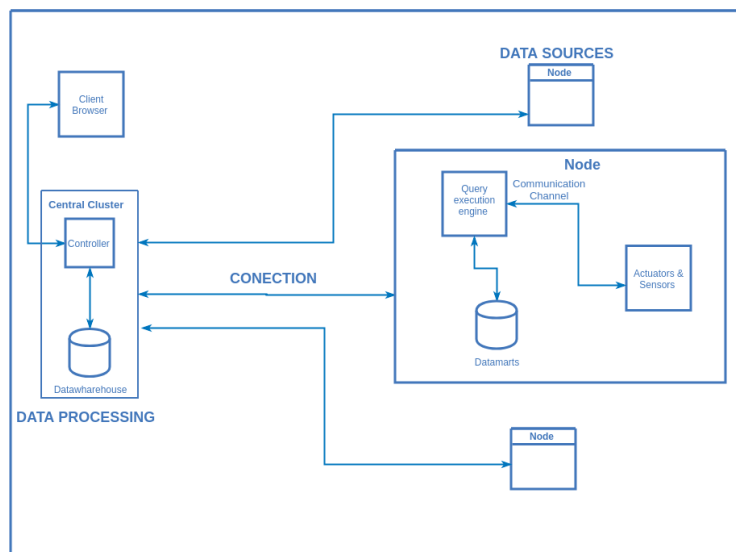 DATA SOURCES
Node
Client
Browser
Node
Query
execution
engine
Communication
Channel
Central Cluster
Controller
CONECTION
Actuators &
Sensors
Datamarts
Datawharehouse
DATA PROCESSING
Node